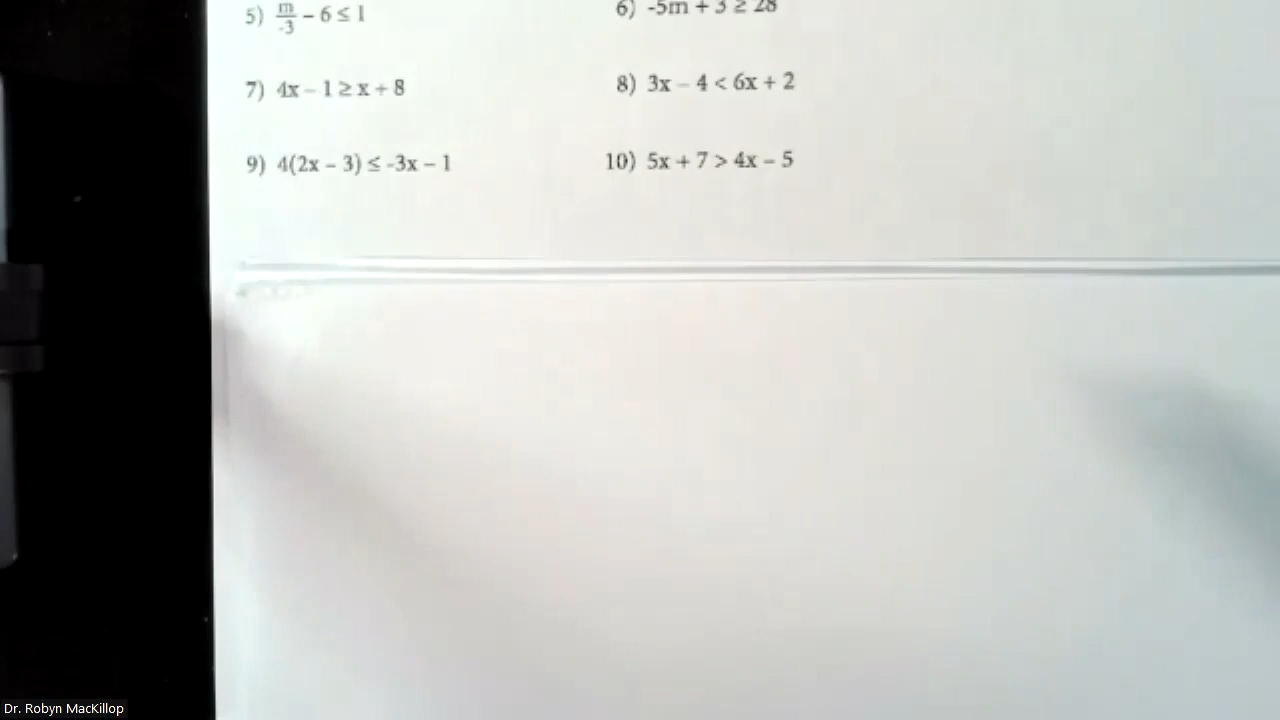 5) m/-3 – 6 ≤ 1
6) -5m + 3 ≥ 28
7) 4x – 1 ≥ x + 8
8) 3x – 4 < 6x + 2
9) 4(2x – 3) ≤ -3x – 1
10) 5x + 7 > 4x – 5
Dr. Robyn MacKillop